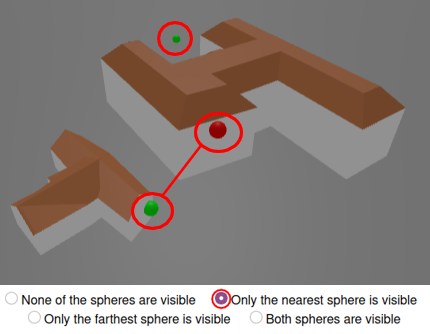 None of the spheres are visible Only the nearest sphere is visible
Only the farthest sphere is visible Both spheres are visible